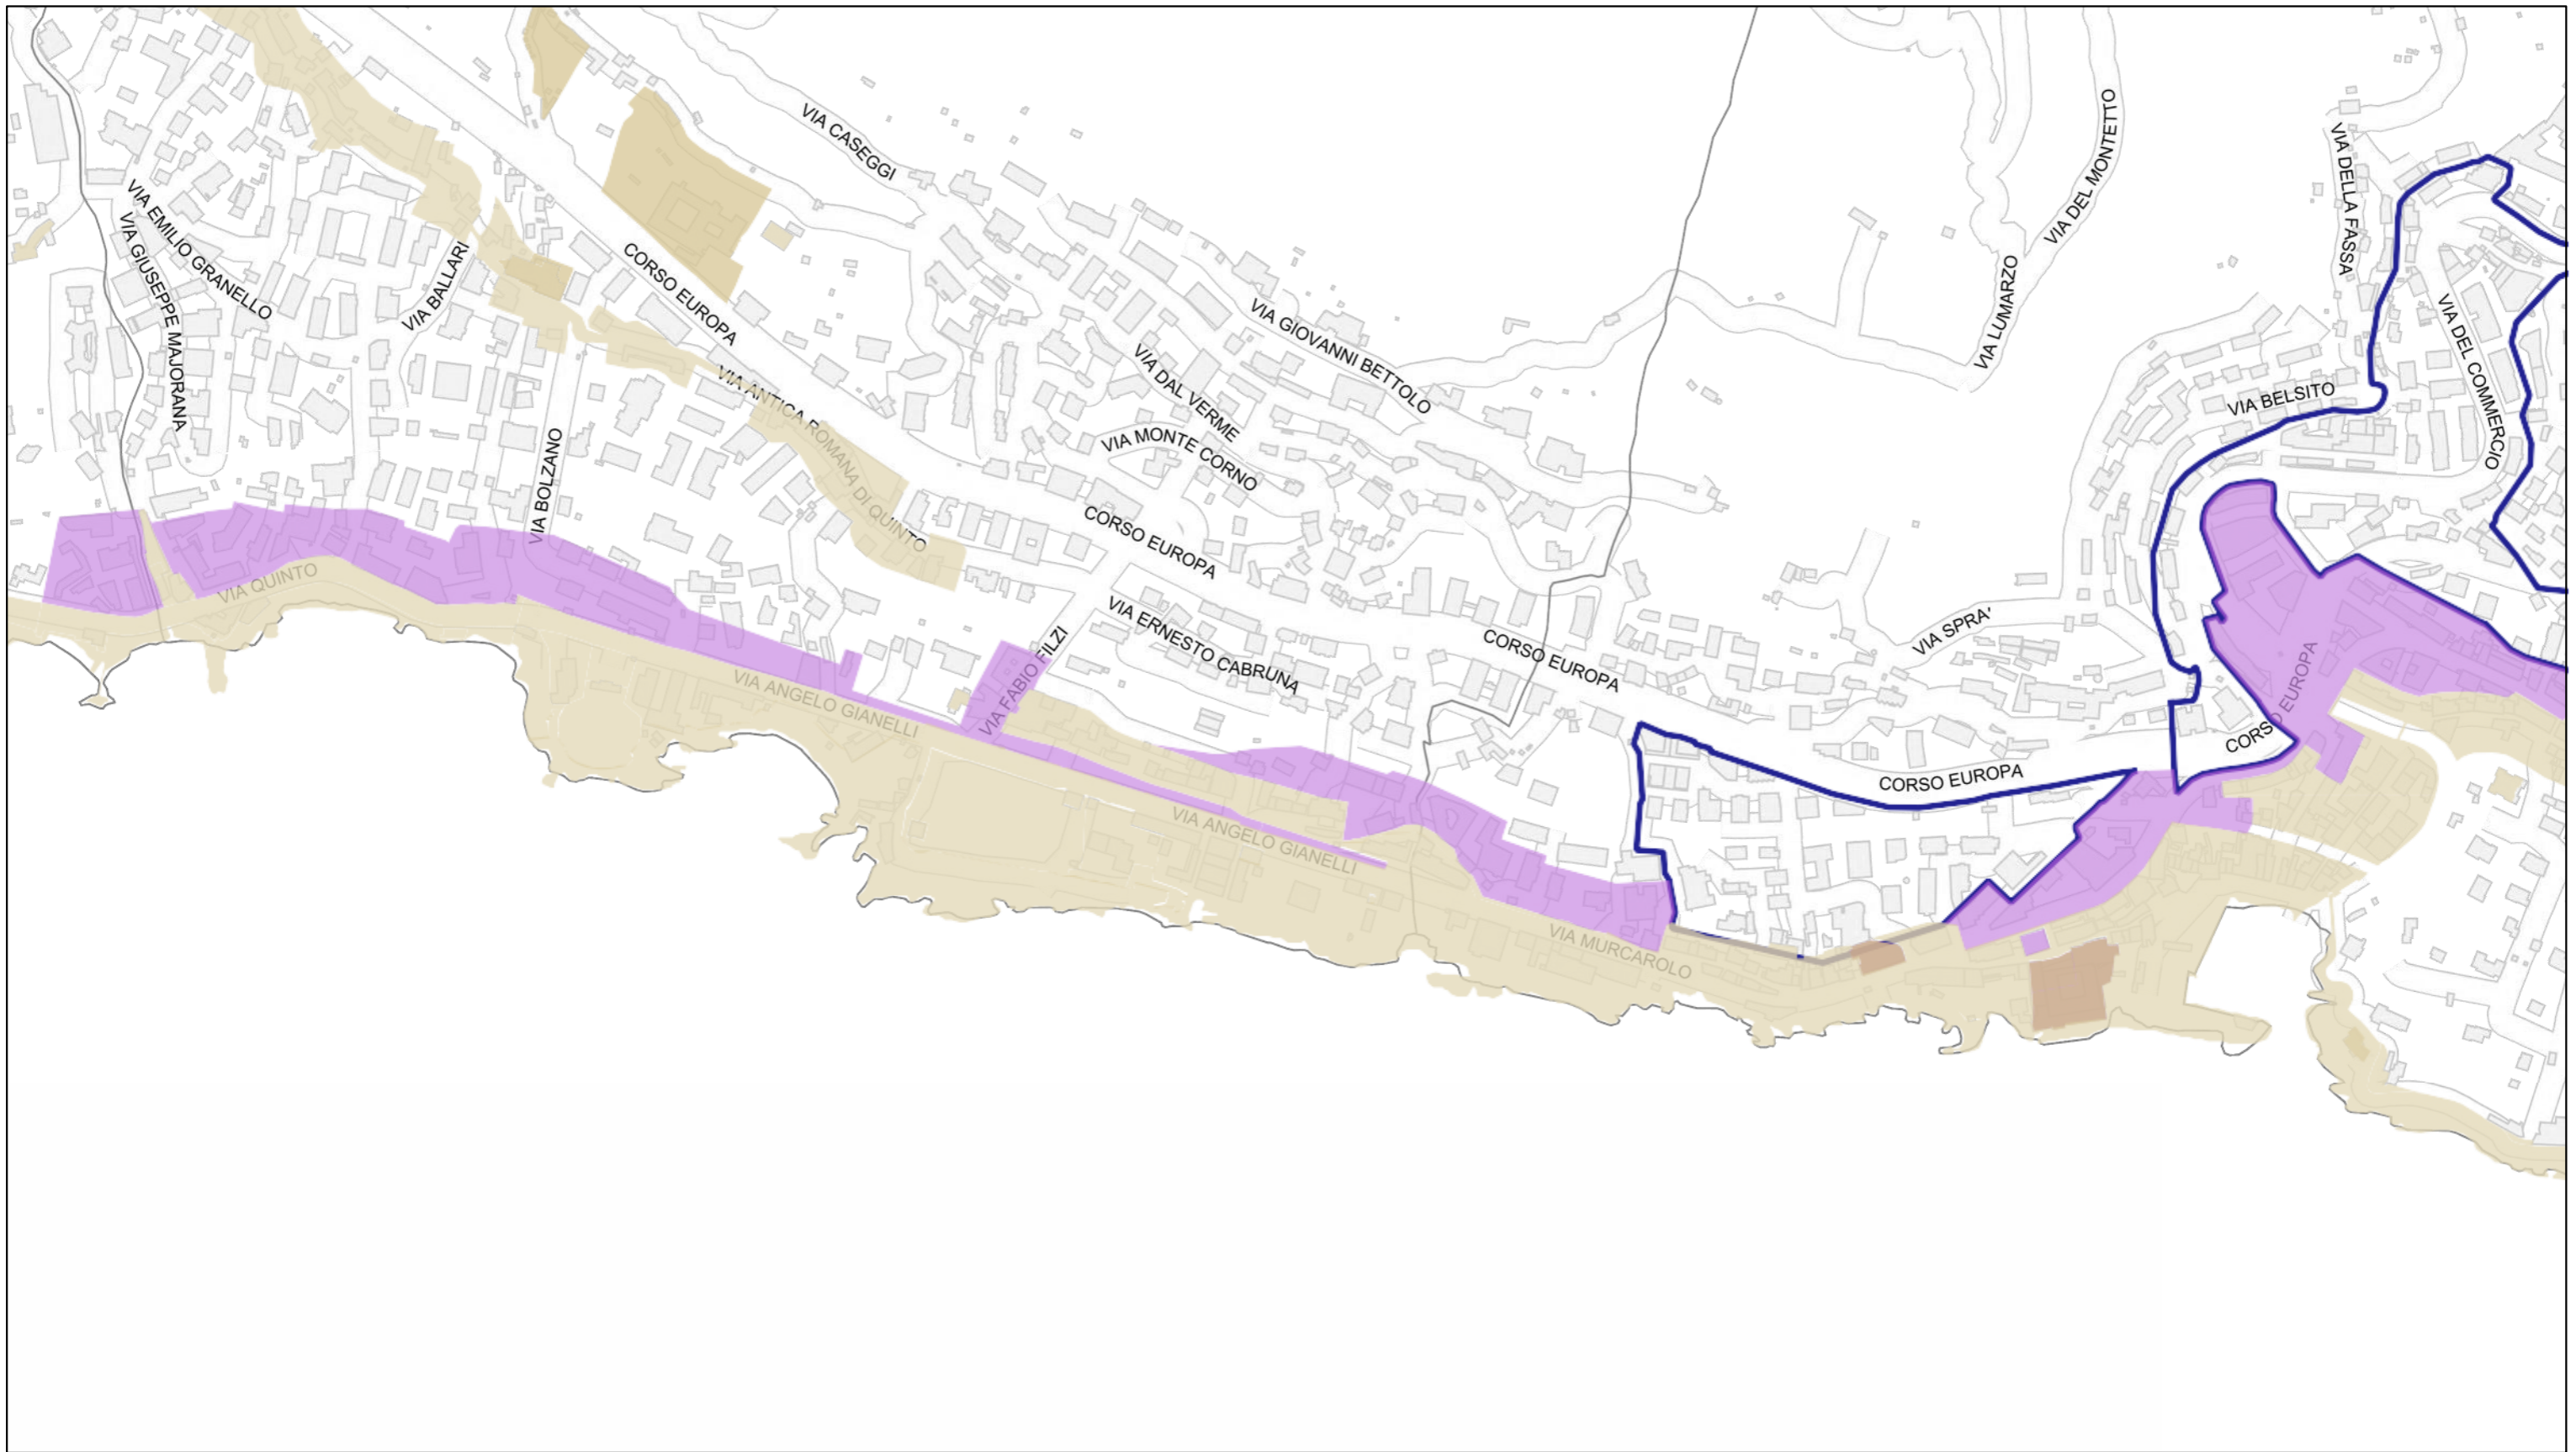 VIA CASEGGI
VIA DEL MONTETTO
VIA DELLA FASSA
VIA EMILIO GRANELLO
VIA GIUSEPPE MAJORANA
VIA BALLARI
CORSO EUROPA
VIA LUMARZO
VIA GIOVANNI BETTOLO
VIA DEL COMMERCIO
VIA DAL VERME
VIA ANTICA ROMANA DI QUINTO
VIA BELSITO
VIA MONTE CORNO
VIA BOLZANO
CORSO EUROPA
VIA QUINTO
VIA ERNESTO CABRUNA
VIA SPRA'
VIA FABIO FILZI
CORSO EUROPA
CORSO EUROPA
VIA ANGELO GIANELLI
CORSO EUROPA
VIA ANGELO GIANELLI
VIA MURCAROLO